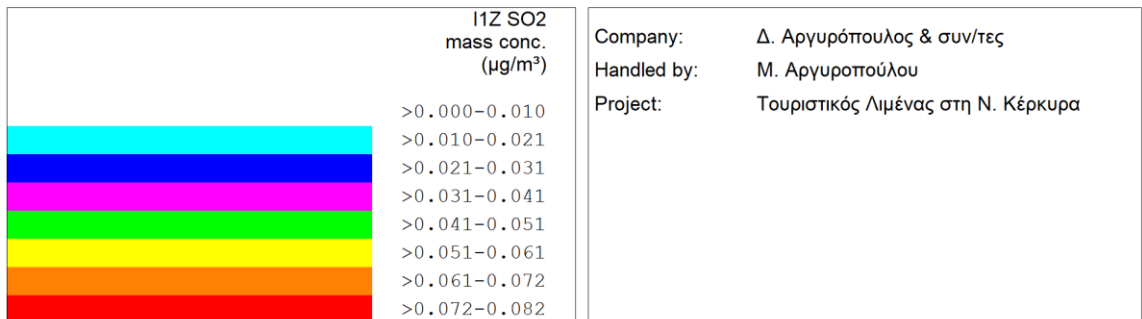 I1Z SO2
mass conc.
(µg/m³)
>0.000-0.010
>0.010-0.021
>0.021-0.031
>0.031-0.041
>0.041-0.051
>0.051-0.061
>0.061-0.072
>0.072-0.082
Company: Δ. Αργυρόπουλος & συν/τες
Handled by: Μ. Αργυροπούλου
Project: Τουριστικός Λιμένας στη Ν. Κέρκυρα